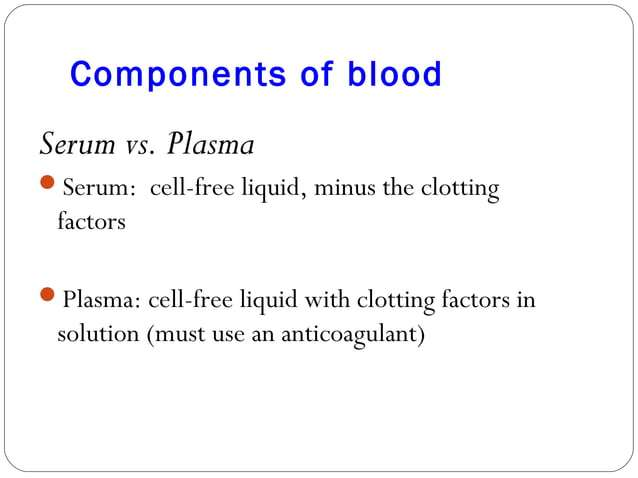 Components of blood
Serum vs. Plasma
Serum:  cell-free liquid, minus the clotting
factors
Plasma: cell-free liquid with clotting factors in
solution (must use an anticoagulant)